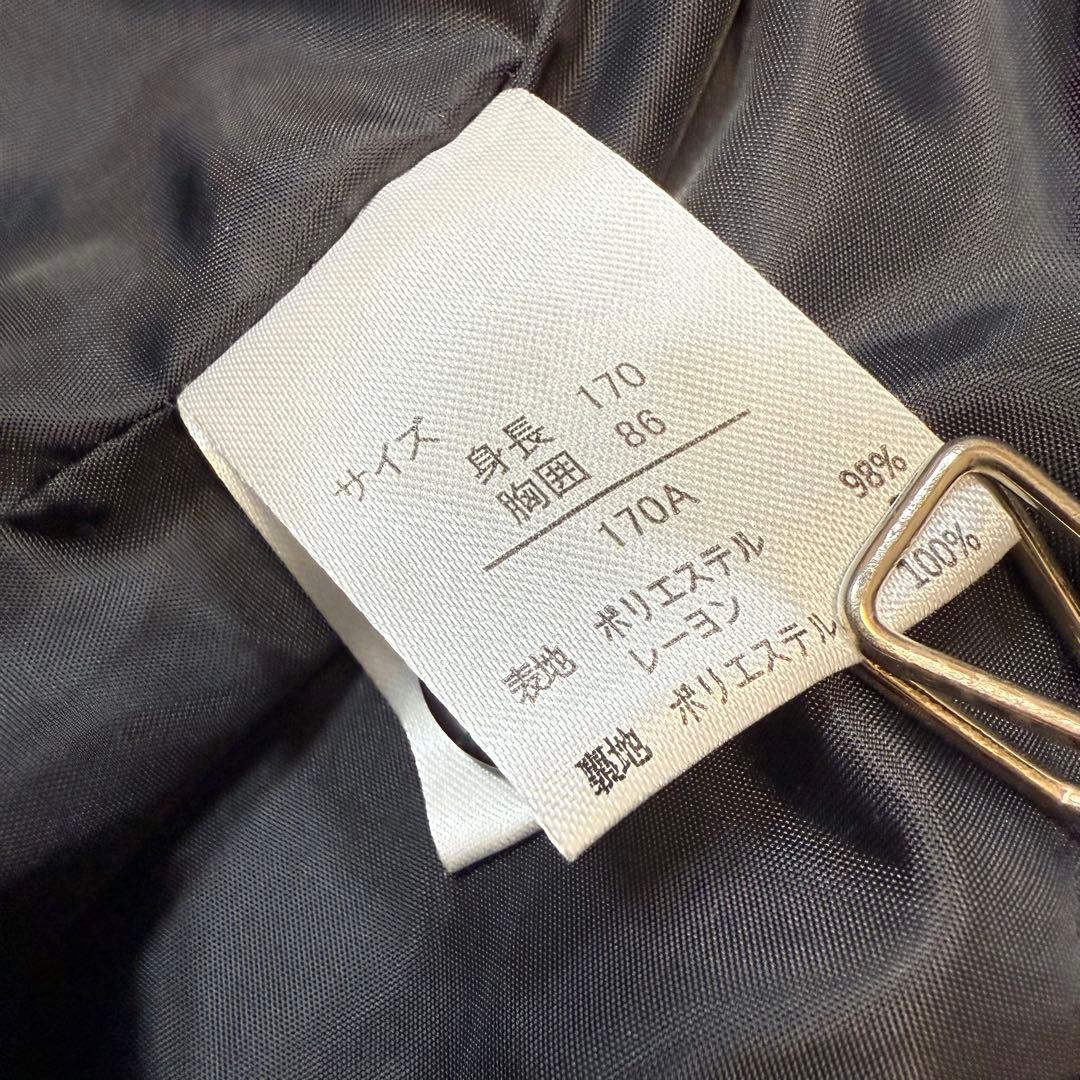 サイズ
身長 170
胸囲 86
170A
表地 ポリエステル 98%
レーヨン
裏地 ポリエステル 100%